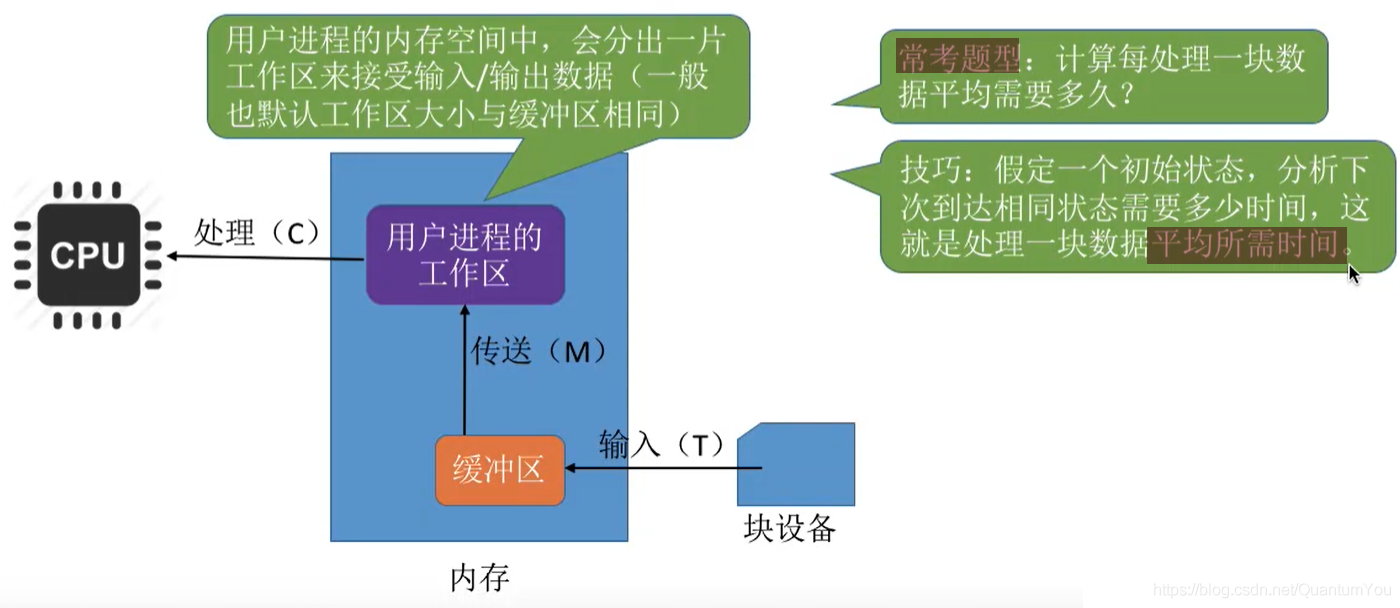 用户进程的内存空间中，会分出一片
工作区来接受输入/输出数据（一般
也默认工作区大小与缓冲区相同）
常考题型：计算每处理一块数
据平均需要多久？
技巧：假定一个初始状态，分析下
次到达相同状态需要多少时间，这
就是处理一块数据平均所需时间。
CPU
处理（C）
用户进程的
工作区
传送（M）
缓冲区
输入（T）
块设备
内存
https://blog.csdn.net/QuantumYou